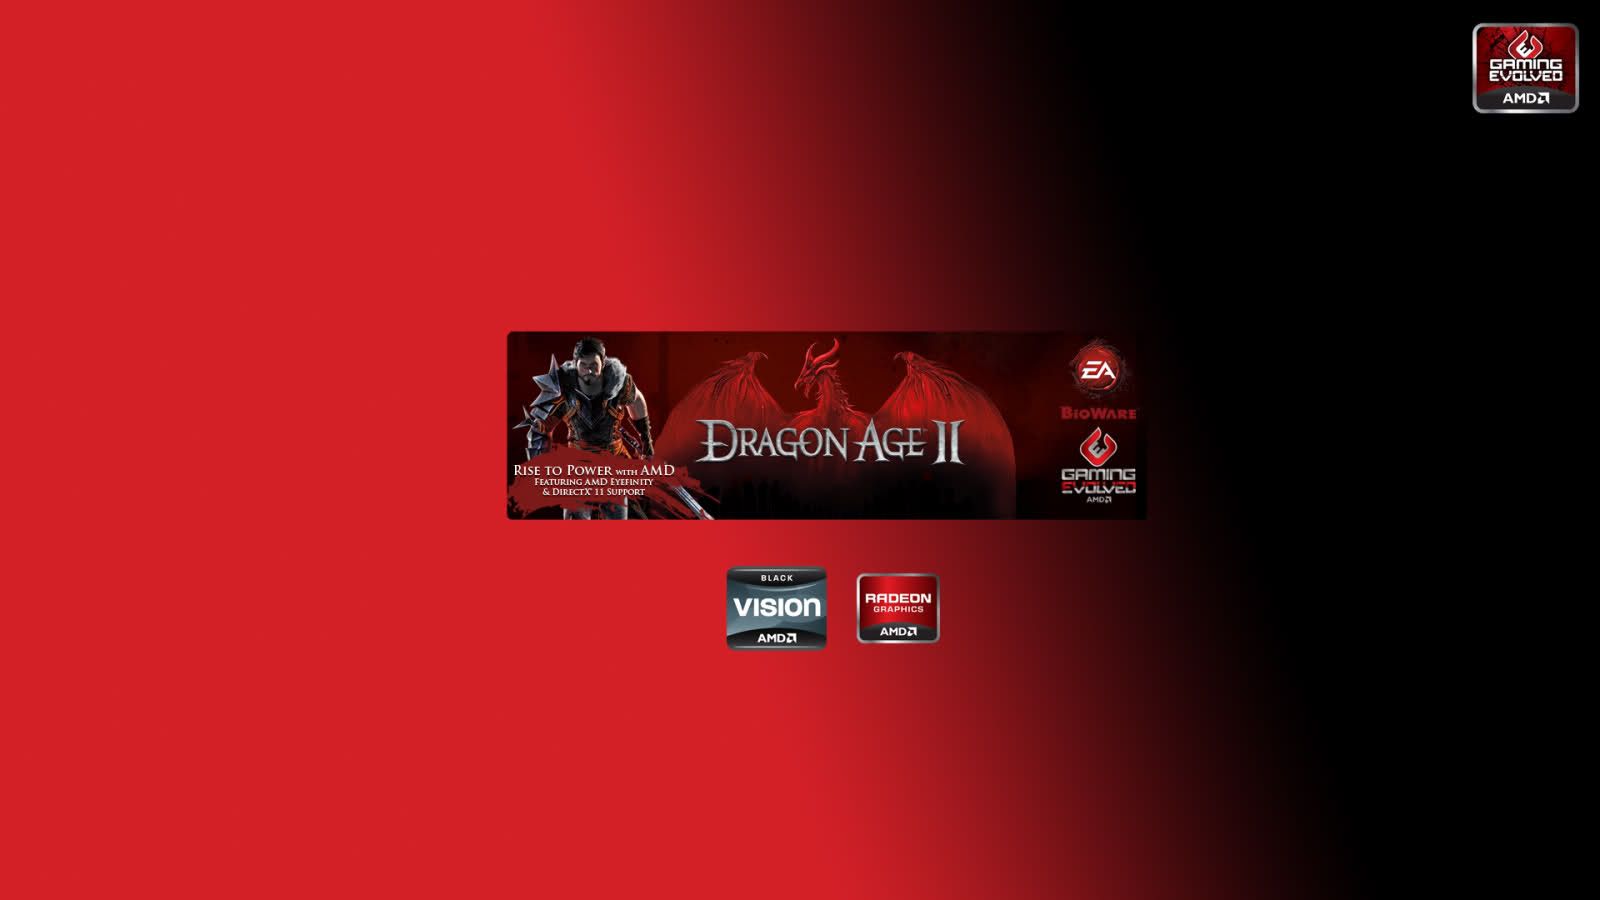 GAMING
EVOLVED
AMD
EA
BIOWARE
DRAGON AGE II
RISE TO POWER WITH AMD
FEATURING AMD EYEFINITY
& DIRECTX® 11 SUPPORT
GAMING
EVOLVED
AMD
BLACK
VISION
AMD
RADEON
GRAPHICS
AMD